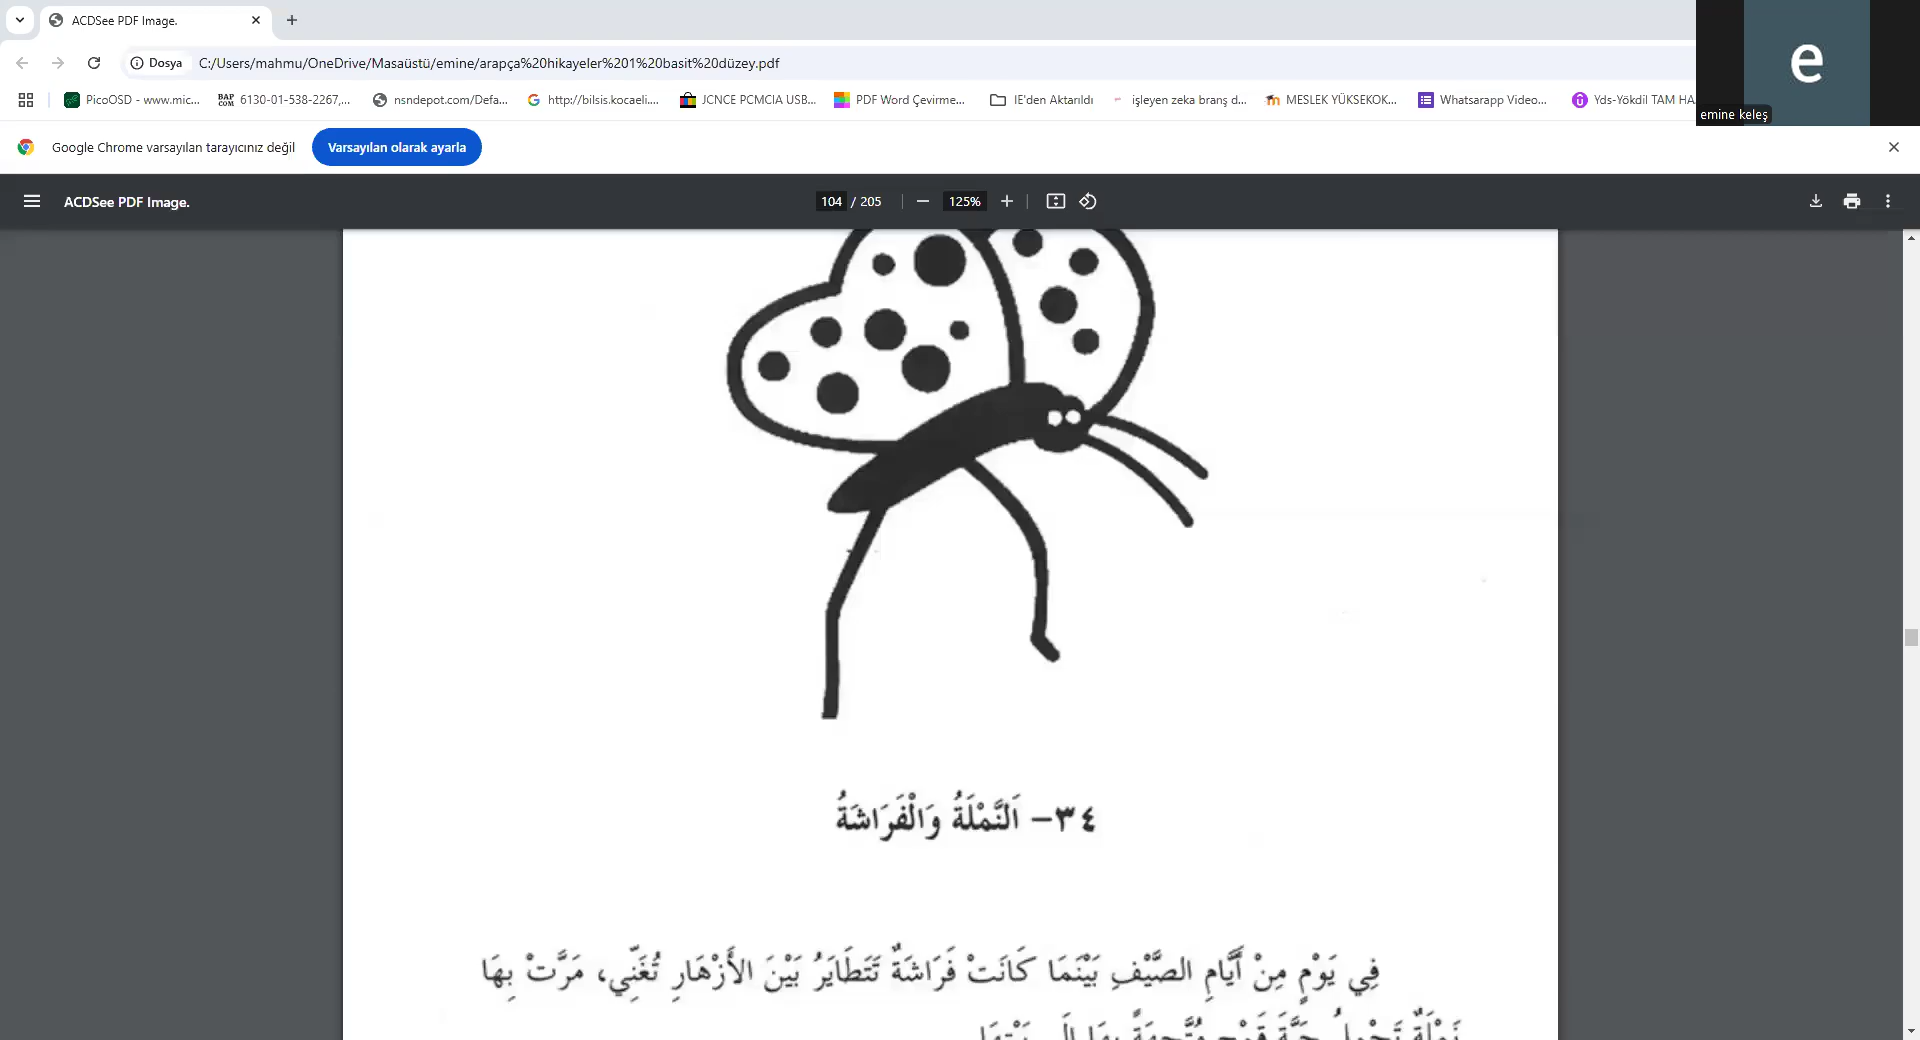 ACDSee PDF Image.
Dosya
C:/Users/mahmu/OneDrive/Masaüstü/emine/arapça%20hikayeler%201%20basit%20düzey.pdf
PicoOSD - www.mic...
BAP COM 6130-01-538-2267,...
nsndepot.com/Defa...
http://bilsis.kocaeli....
JCNCE PCMCIA USB...
PDF Word Çevirme...
IE'den Aktarıldı
işleyen zeka branş d...
MESLEK YÜKSEKOK...
Whatsarapp Video...
Yds-Yökdil TAM HA
e
emine keleş
Google Chrome varsayılan tarayıcınız değil
Varsayılan olarak ayarla
ACDSee PDF Image.
104 / 205
125%
٣٤- اَلنَّمْلَةُ وَالْفَرَاشَةُ
فِي يَوْمٍ مِنْ أَيَّامِ الصَّيْفِ بَيْنَمَا كَانَتْ فَرَاشَةٌ تَتَطَايَرُ بَيْنَ الأَزْهَارِ تُغَنِّي، مَرَّتْ بِهَا
نَمْلَةٌ تَحْمِلُ حَبَّةَ قَمْحٍ مُتَّجِهَةً بِهَا إِلَى بَيْتِهَا